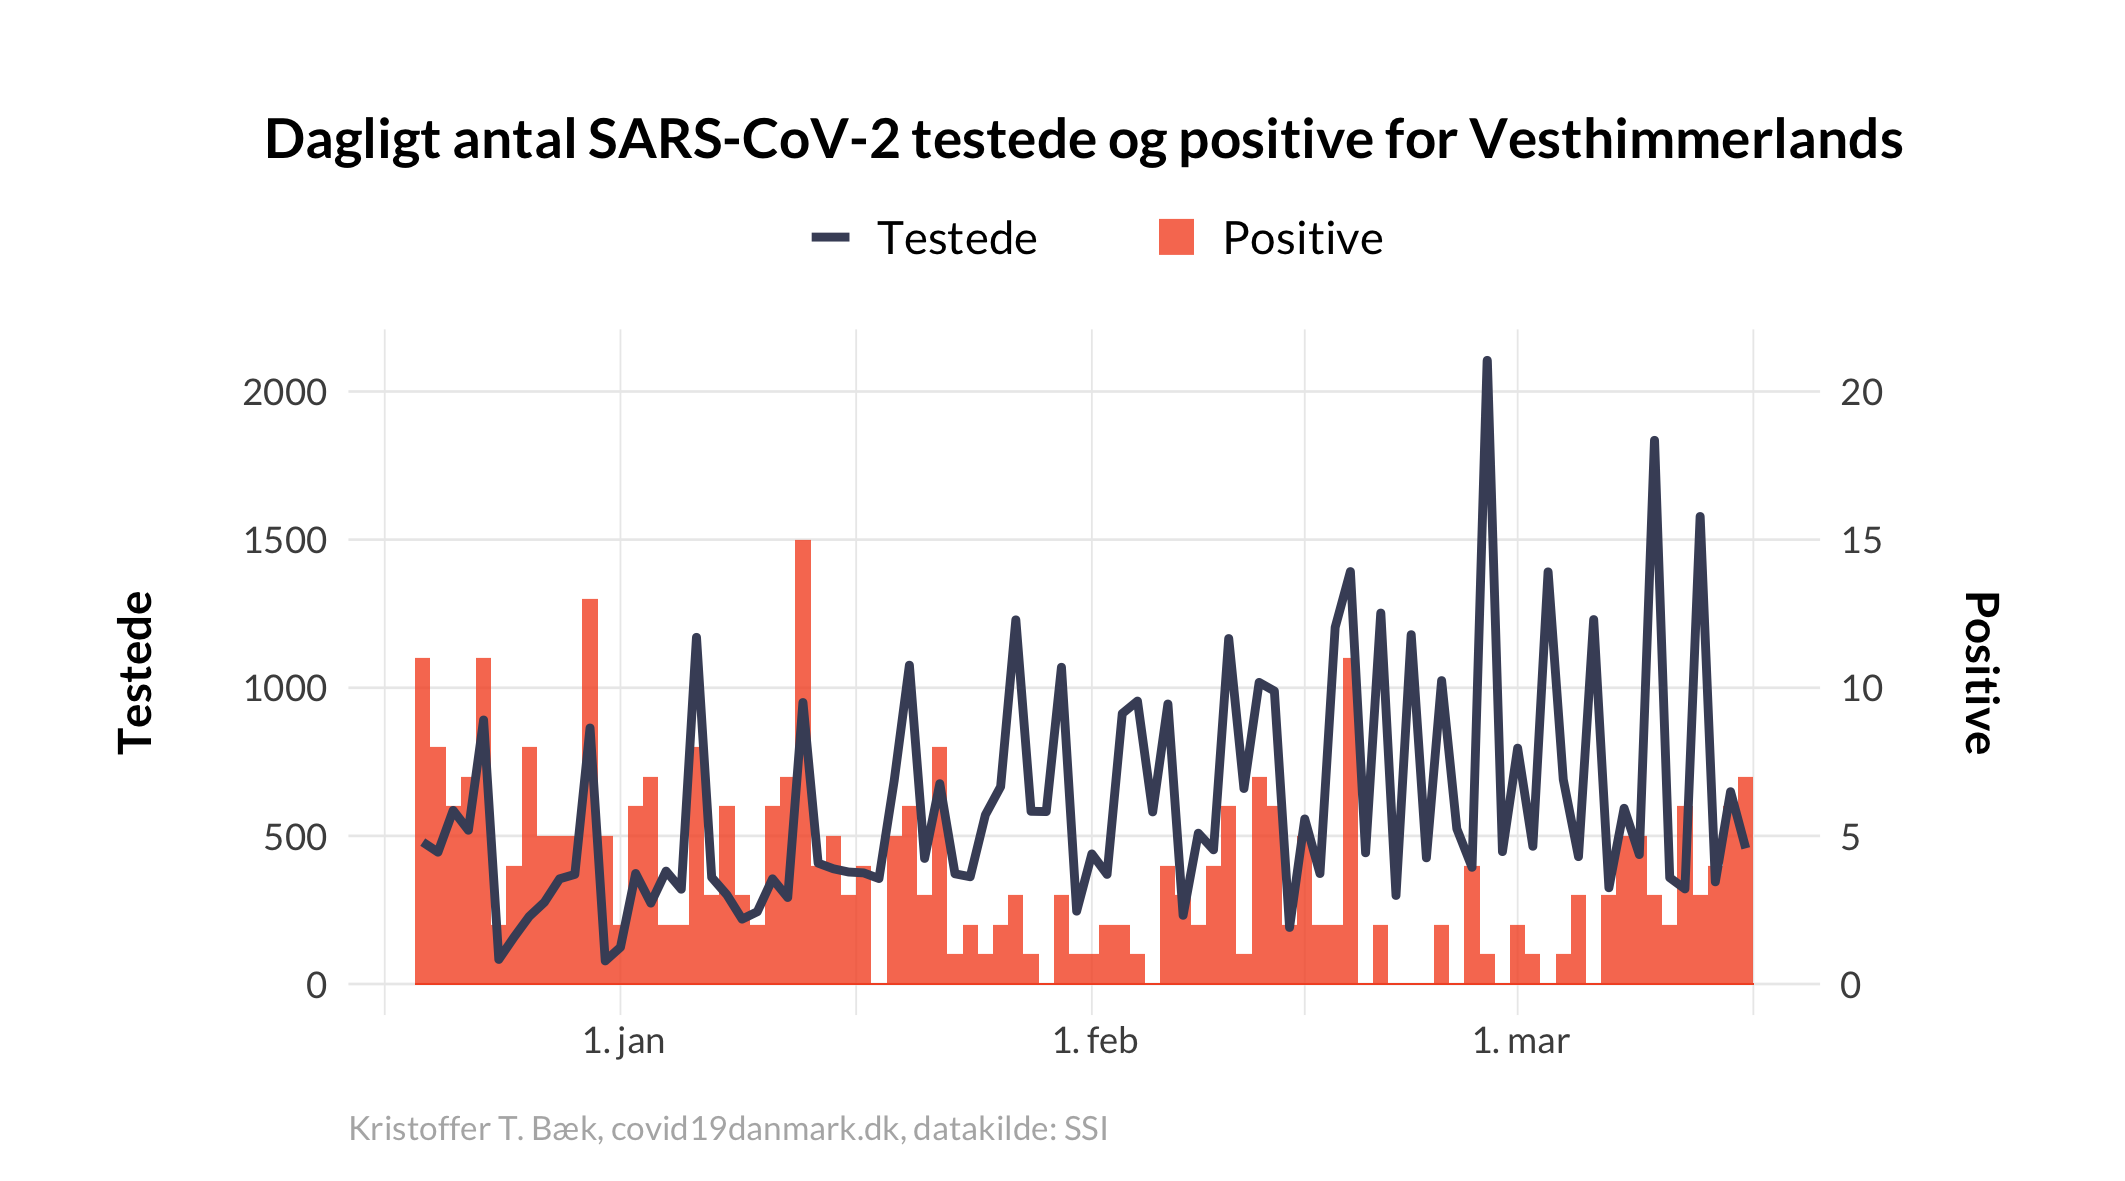 Dagligt antal SARS-CoV-2 testede og positive for Vesthimmerlands
Testede Positive
2000 20
1500 15
1000 10
500 5
0 0
Testede
Positive
1. jan 1. feb 1. mar
Kristoffer T. Bæk, covid19danmark.dk, datakilde: SSI